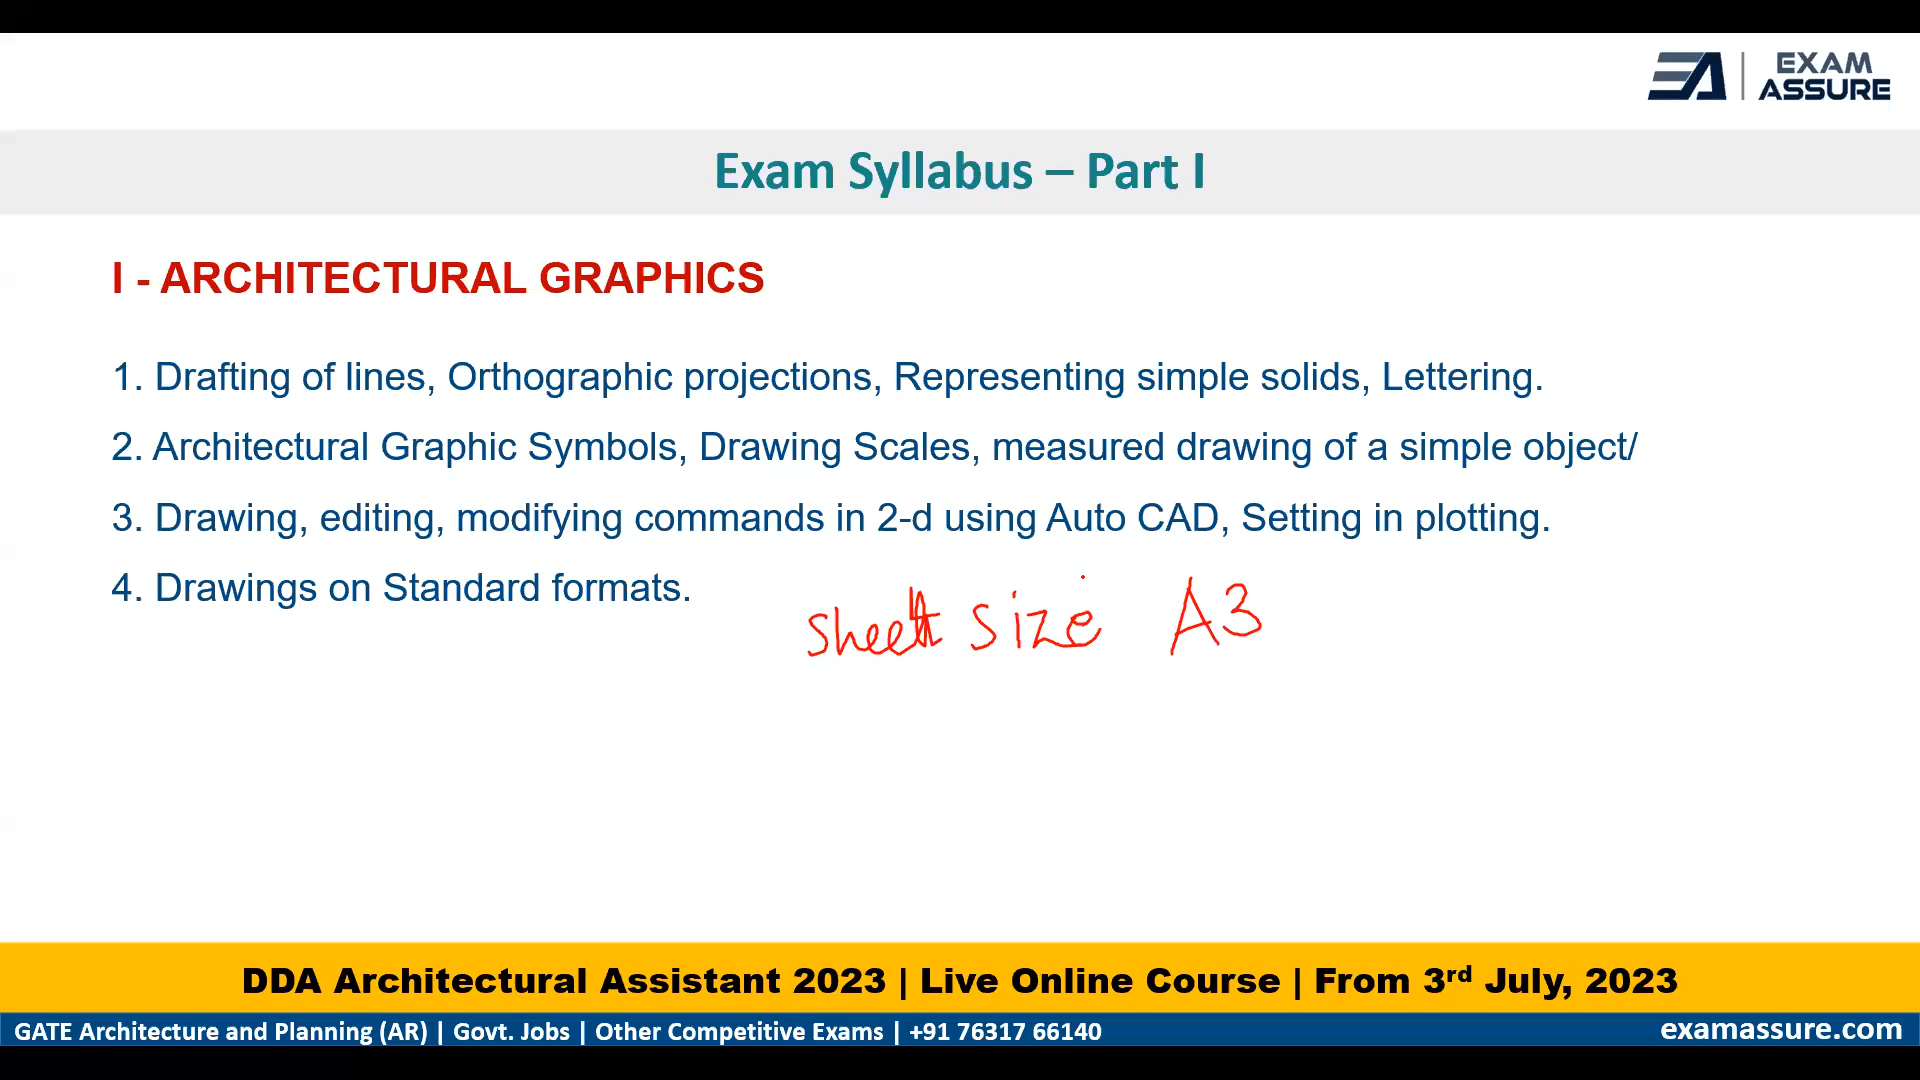 EXAM
ASSURE
Exam Syllabus – Part I
I - ARCHITECTURAL GRAPHICS
1. Drafting of lines, Orthographic projections, Representing simple solids, Lettering.
2. Architectural Graphic Symbols, Drawing Scales, measured drawing of a simple object/
3. Drawing, editing, modifying commands in 2-d using Auto CAD, Setting in plotting.
4. Drawings on Standard formats.
Sheet size A3
DDA Architectural Assistant 2023 | Live Online Course | From 3rd July, 2023
GATE Architecture and Planning (AR) | Govt. Jobs | Other Competitive Exams | +91 76317 66140
examassure.com